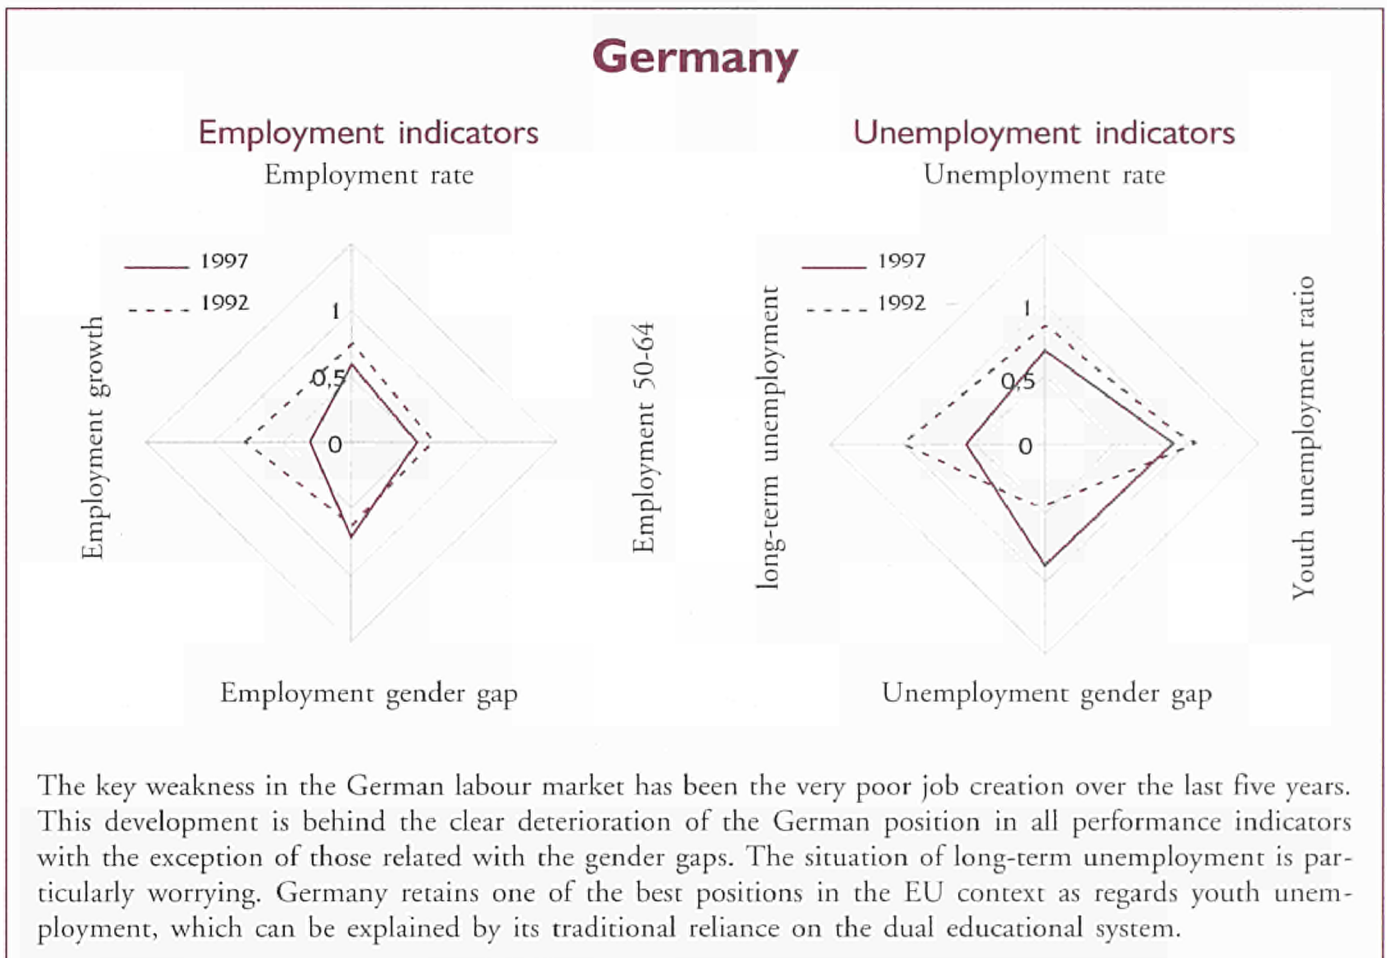 Germany
Employment indicators
Employment rate
1997
1992
1
0,5
0
Employment growth
Employment 50-64
Employment gender gap
Unemployment indicators
Unemployment rate
1997
1992
1
0,5
0
long-term unemployment
Youth unemployment ratio
Unemployment gender gap
The key weakness in the German labour market has been the very poor job creation over the last five years.
This development is behind the clear deterioration of the German position in all performance indicators
with the exception of those related with the gender gaps. The situation of long-term unemployment is par-
ticularly worrying. Germany retains one of the best positions in the EU context as regards youth unem-
ployment, which can be explained by its traditional reliance on the dual educational system.